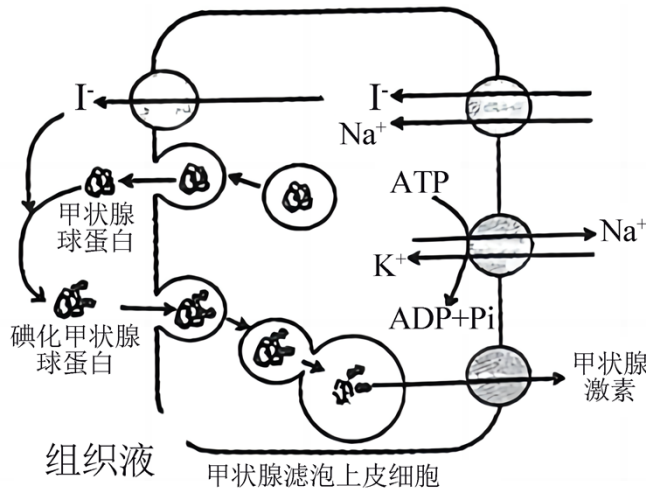 I⁻
I⁻
Na⁺
甲状腺
球蛋白
ATP
Na⁺
K⁺
ADP+Pi
碘化甲状腺
球蛋白
甲状腺
激素
组织液
甲状腺滤泡上皮细胞